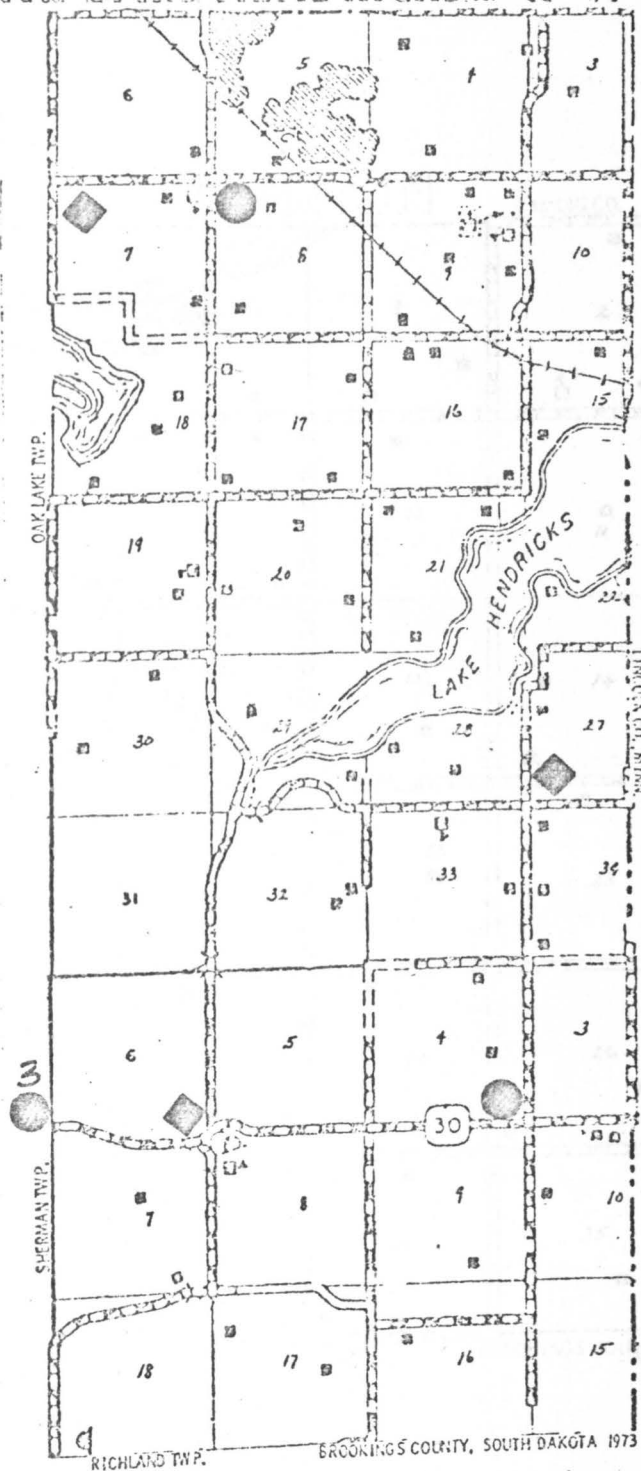 6 5 4 3
7 8 9 10
OAK LAKE TWP.
18 17 16 15
19 20 21 22
LAKE HENDRICKS
30 29 28 27
31 32 33 34
6 5 4 3
3
30
SHERMAN TWP.
7 8 9 10
18 17 16 15
RICHLAND TWP.
BROOKINGS COUNTY, SOUTH DAKOTA 1973